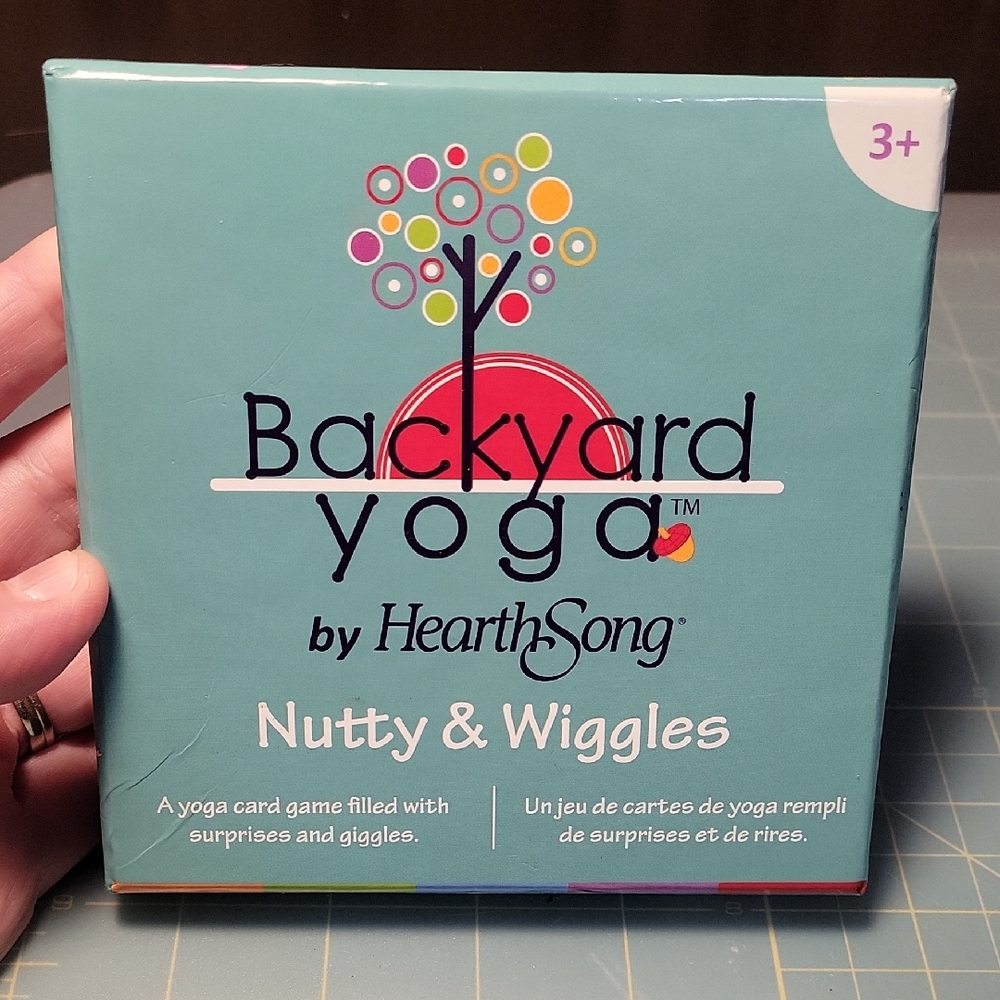 3+
Backyard
yoga™
by HearthSong®
Nutty & Wiggles
A yoga card game filled with
surprises and giggles.
Un jeu de cartes de yoga rempli
de surprises et de rires.